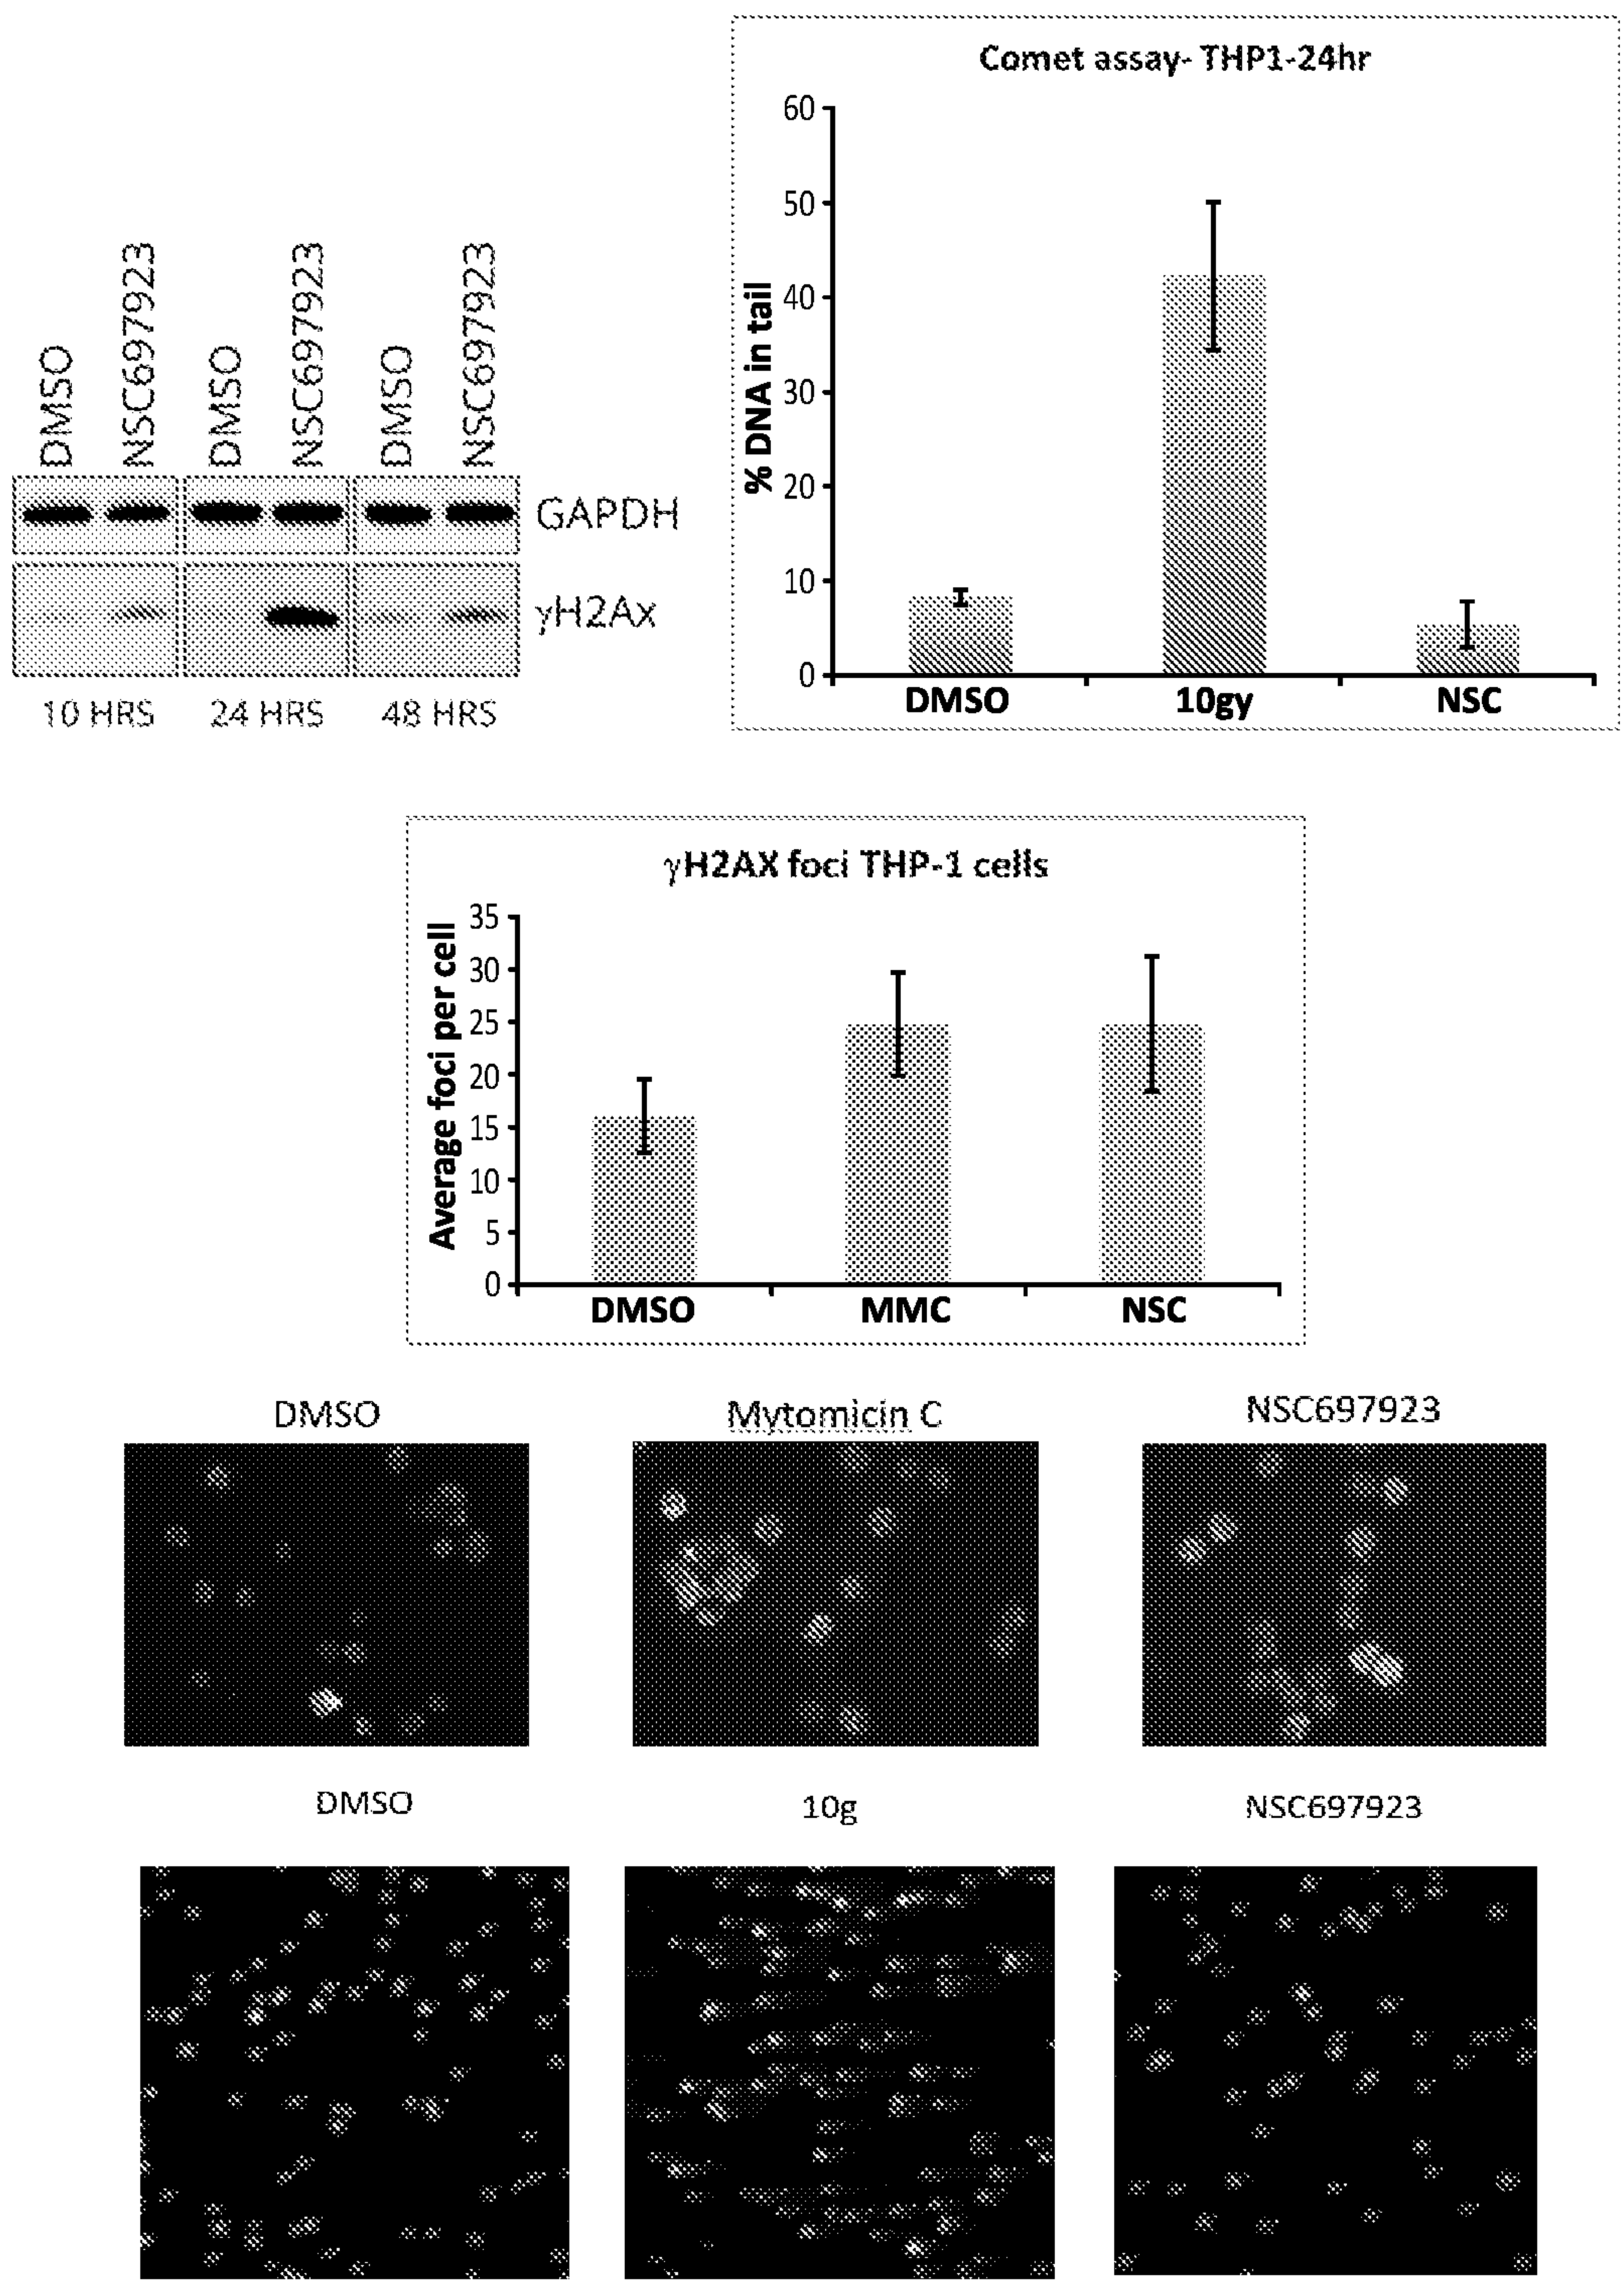 DMSO
NSC697923
DMSO
NSC697923
DMSO
NSC697923
GAPDH
γH2Ax
10 HRS
24 HRS
48 HRS
Comet assay- THP1-24hr
% DNA in tail
60
50
40
30
20
10
0
DMSO
10gy
NSC
γH2AX foci THP-1 cells
Average foci per cell
35
30
25
20
15
10
5
0
DMSO
MMC
NSC
DMSO
Mytomicin C
NSC697923
DMSO
10g
NSC697923